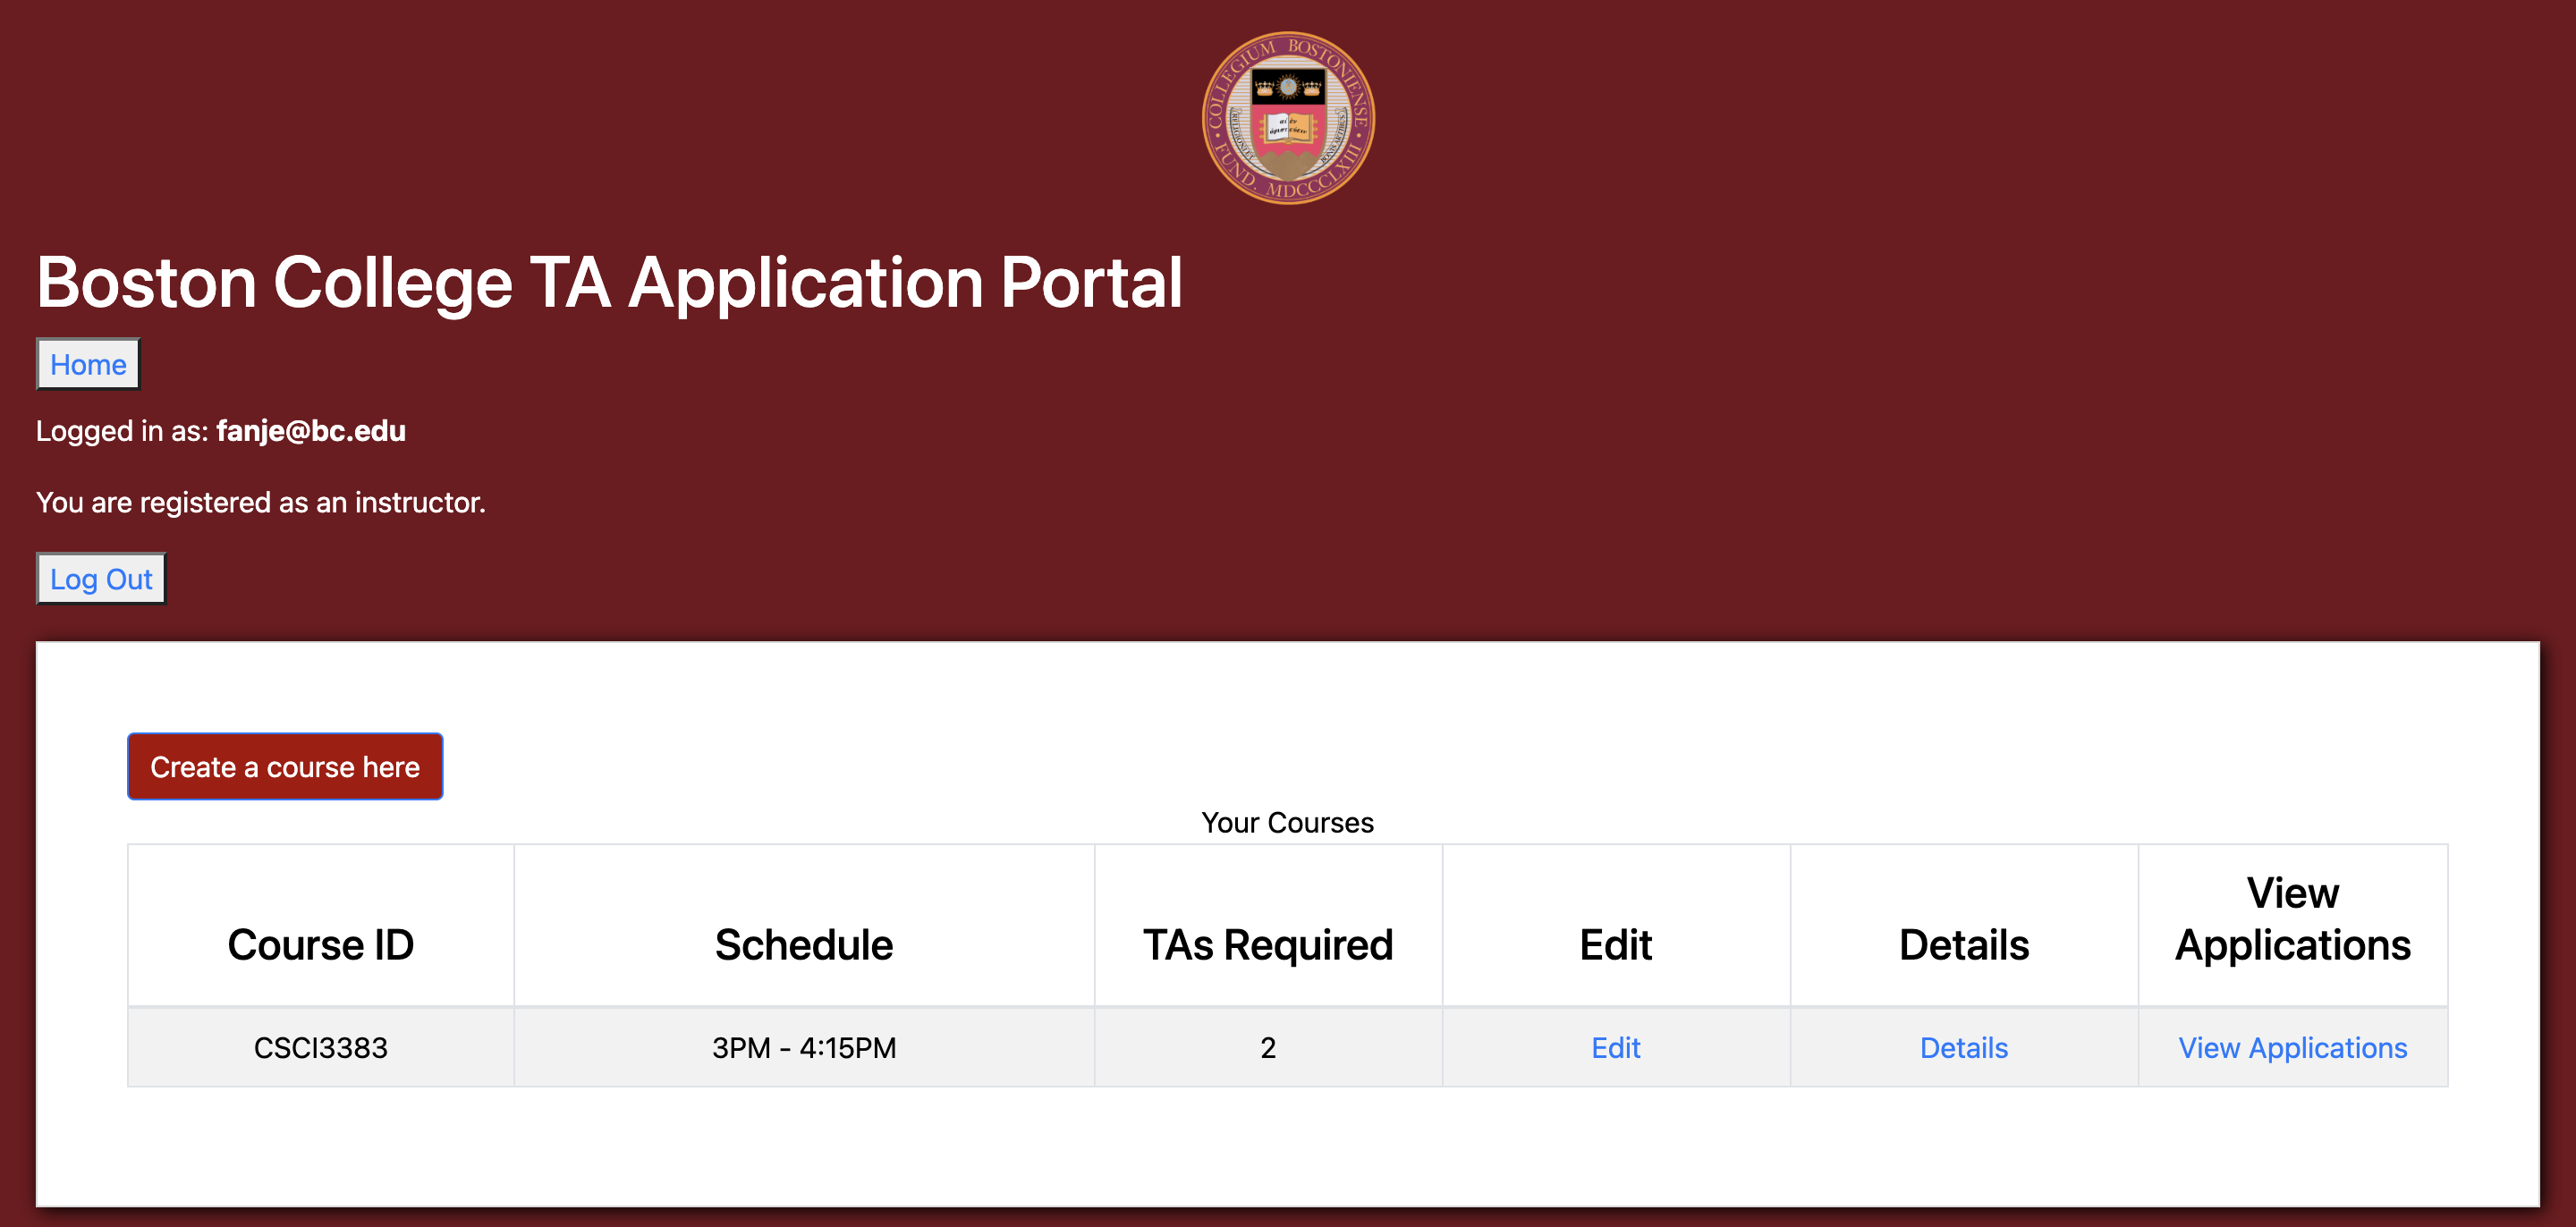 COLLEGIUM BOSTONIENSE
FUND. MDCCCLXIII
αἰὲν
ἀριστεύειν
Boston College TA Application Portal
Home
Logged in as: fanje@bc.edu
You are registered as an instructor.
Log Out
Create a course here
Your Courses
Course ID Schedule TAs Required Edit Details View Applications
CSCI3383 3PM - 4:15PM 2 Edit Details View Applications